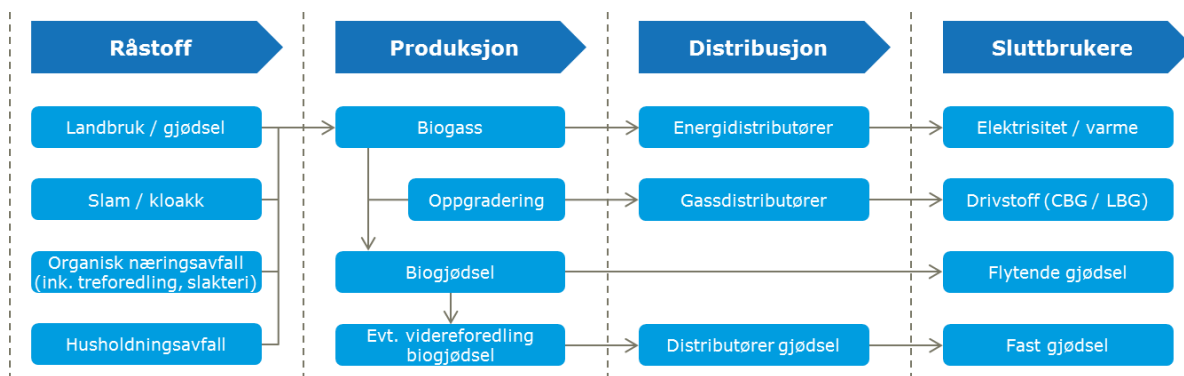 Råstoff
Produksjon
Distribusjon
Sluttbrukere
Landbruk / gjødsel
Biogass
Energidistributører
Elektrisitet / varme
Slam / kloakk
Oppgradering
Gassdistributører
Drivstoff (CBG / LBG)
Organisk næringsavfall
(ink. treforedling, slakteri)
Biogjødsel
Flytende gjødsel
Husholdningsavfall
Evt. videreforedling
biogjødsel
Distributører gjødsel
Fast gjødsel